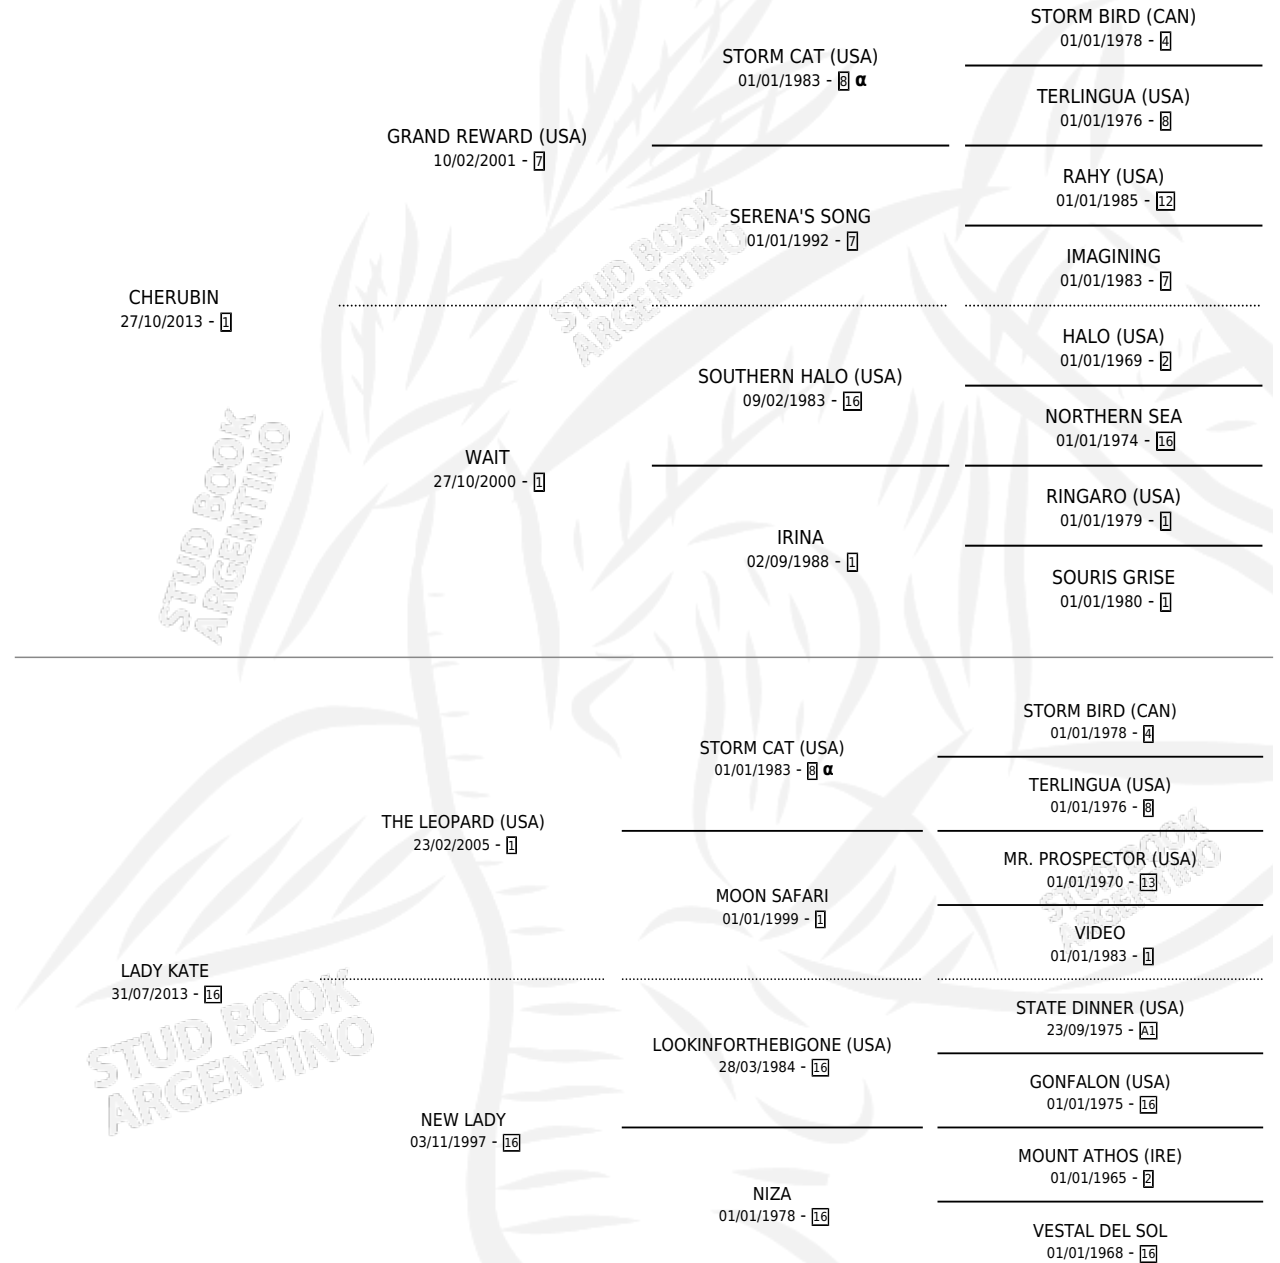 STORM BIRD (CAN)
01/01/1978 - 4
STORM CAT (USA)
01/01/1983 - 8 α
TERLINGUA (USA)
01/01/1976 - 8
GRAND REWARD (USA)
10/02/2001 - 7
RAHY (USA)
01/01/1985 - 12
SERENA'S SONG
01/01/1992 - 7
IMAGINING
01/01/1983 - 7
CHERUBIN
27/10/2013 - 1
HALO (USA)
01/01/1969 - 2
SOUTHERN HALO (USA)
09/02/1983 - 16
NORTHERN SEA
01/01/1974 - 16
WAIT
27/10/2000 - 1
RINGARO (USA)
01/01/1979 - 1
IRINA
02/09/1988 - 1
SOURIS GRISE
01/01/1980 - 1
STUD BOOK
ARGENTINO
STUD BOOK
ARGENTINO
STORM BIRD (CAN)
01/01/1978 - 4
STORM CAT (USA)
01/01/1983 - 8 α
TERLINGUA (USA)
01/01/1976 - 8
THE LEOPARD (USA)
23/02/2005 - 1
MR. PROSPECTOR (USA)
01/01/1970 - 13
MOON SAFARI
01/01/1999 - 1
VIDEO
01/01/1983 - 1
LADY KATE
31/07/2013 - 16
STATE DINNER (USA)
23/09/1975 - A1
LOOKINFORTHEBIGONE (USA)
28/03/1984 - 16
GONFALON (USA)
01/01/1975 - 16
NEW LADY
03/11/1997 - 16
MOUNT ATHOS (IRE)
01/01/1965 - 2
NIZA
01/01/1978 - 16
VESTAL DEL SOL
01/01/1968 - 16
STUD BOOK
ARGENTINO
STUD BOOK
ARGENTINO